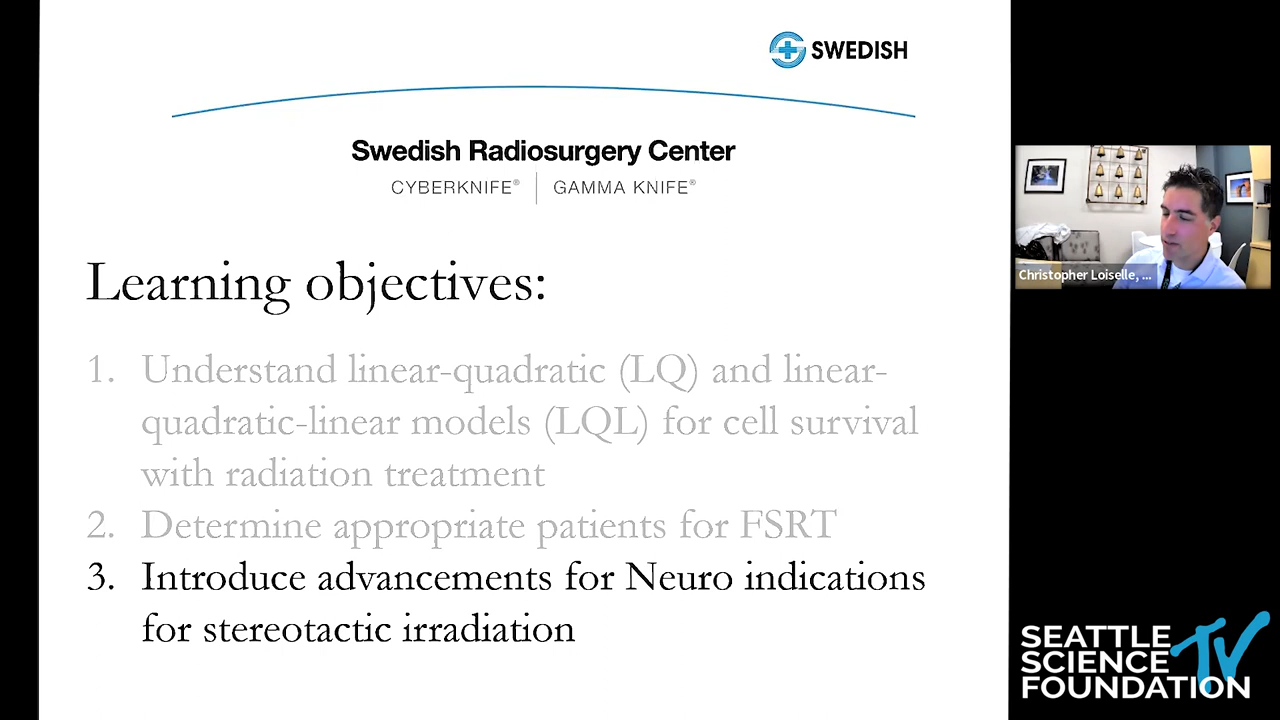 SWEDISH
Swedish Radiosurgery Center
CYBERKNIFE® | GAMMA KNIFE®
Learning objectives:
1. Understand linear-quadratic (LQ) and linear-
quadratic-linear models (LQL) for cell survival
with radiation treatment
2. Determine appropriate patients for FSRT
3. Introduce advancements for Neuro indications
for stereotactic irradiation
Christopher Loiselle, ...
SEATTLE
SCIENCE TV
FOUNDATION